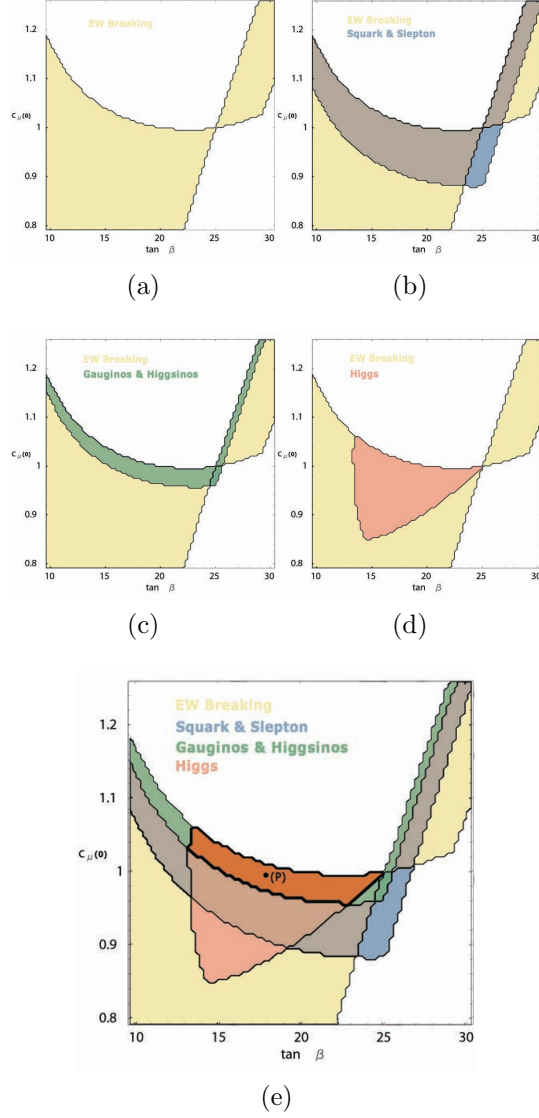 EW Breaking
1.2
1.1
C μ(0)
1
0.9
0.8
10 15 20 25 30
tan β
(a)
EW Breaking
Squark & Slepton
1.2
1.1
C μ(0)
1
0.9
0.8
10 15 20 25 30
tan β
(b)
EW Breaking
Gauginos & Higgsinos
1.2
1.1
C μ(0)
1
0.9
0.8
10 15 20 25 30
tan β
(c)
EW Breaking
Higgs
1.2
1.1
C μ(0)
1
0.9
0.8
10 15 20 25 30
tan β
(d)
EW Breaking
Squark & Slepton
Gauginos & Higgsinos
Higgs
1.2
1.1
C μ(0)
1
(P)
0.9
0.8
10 15 20 25 30
tan β
(e)